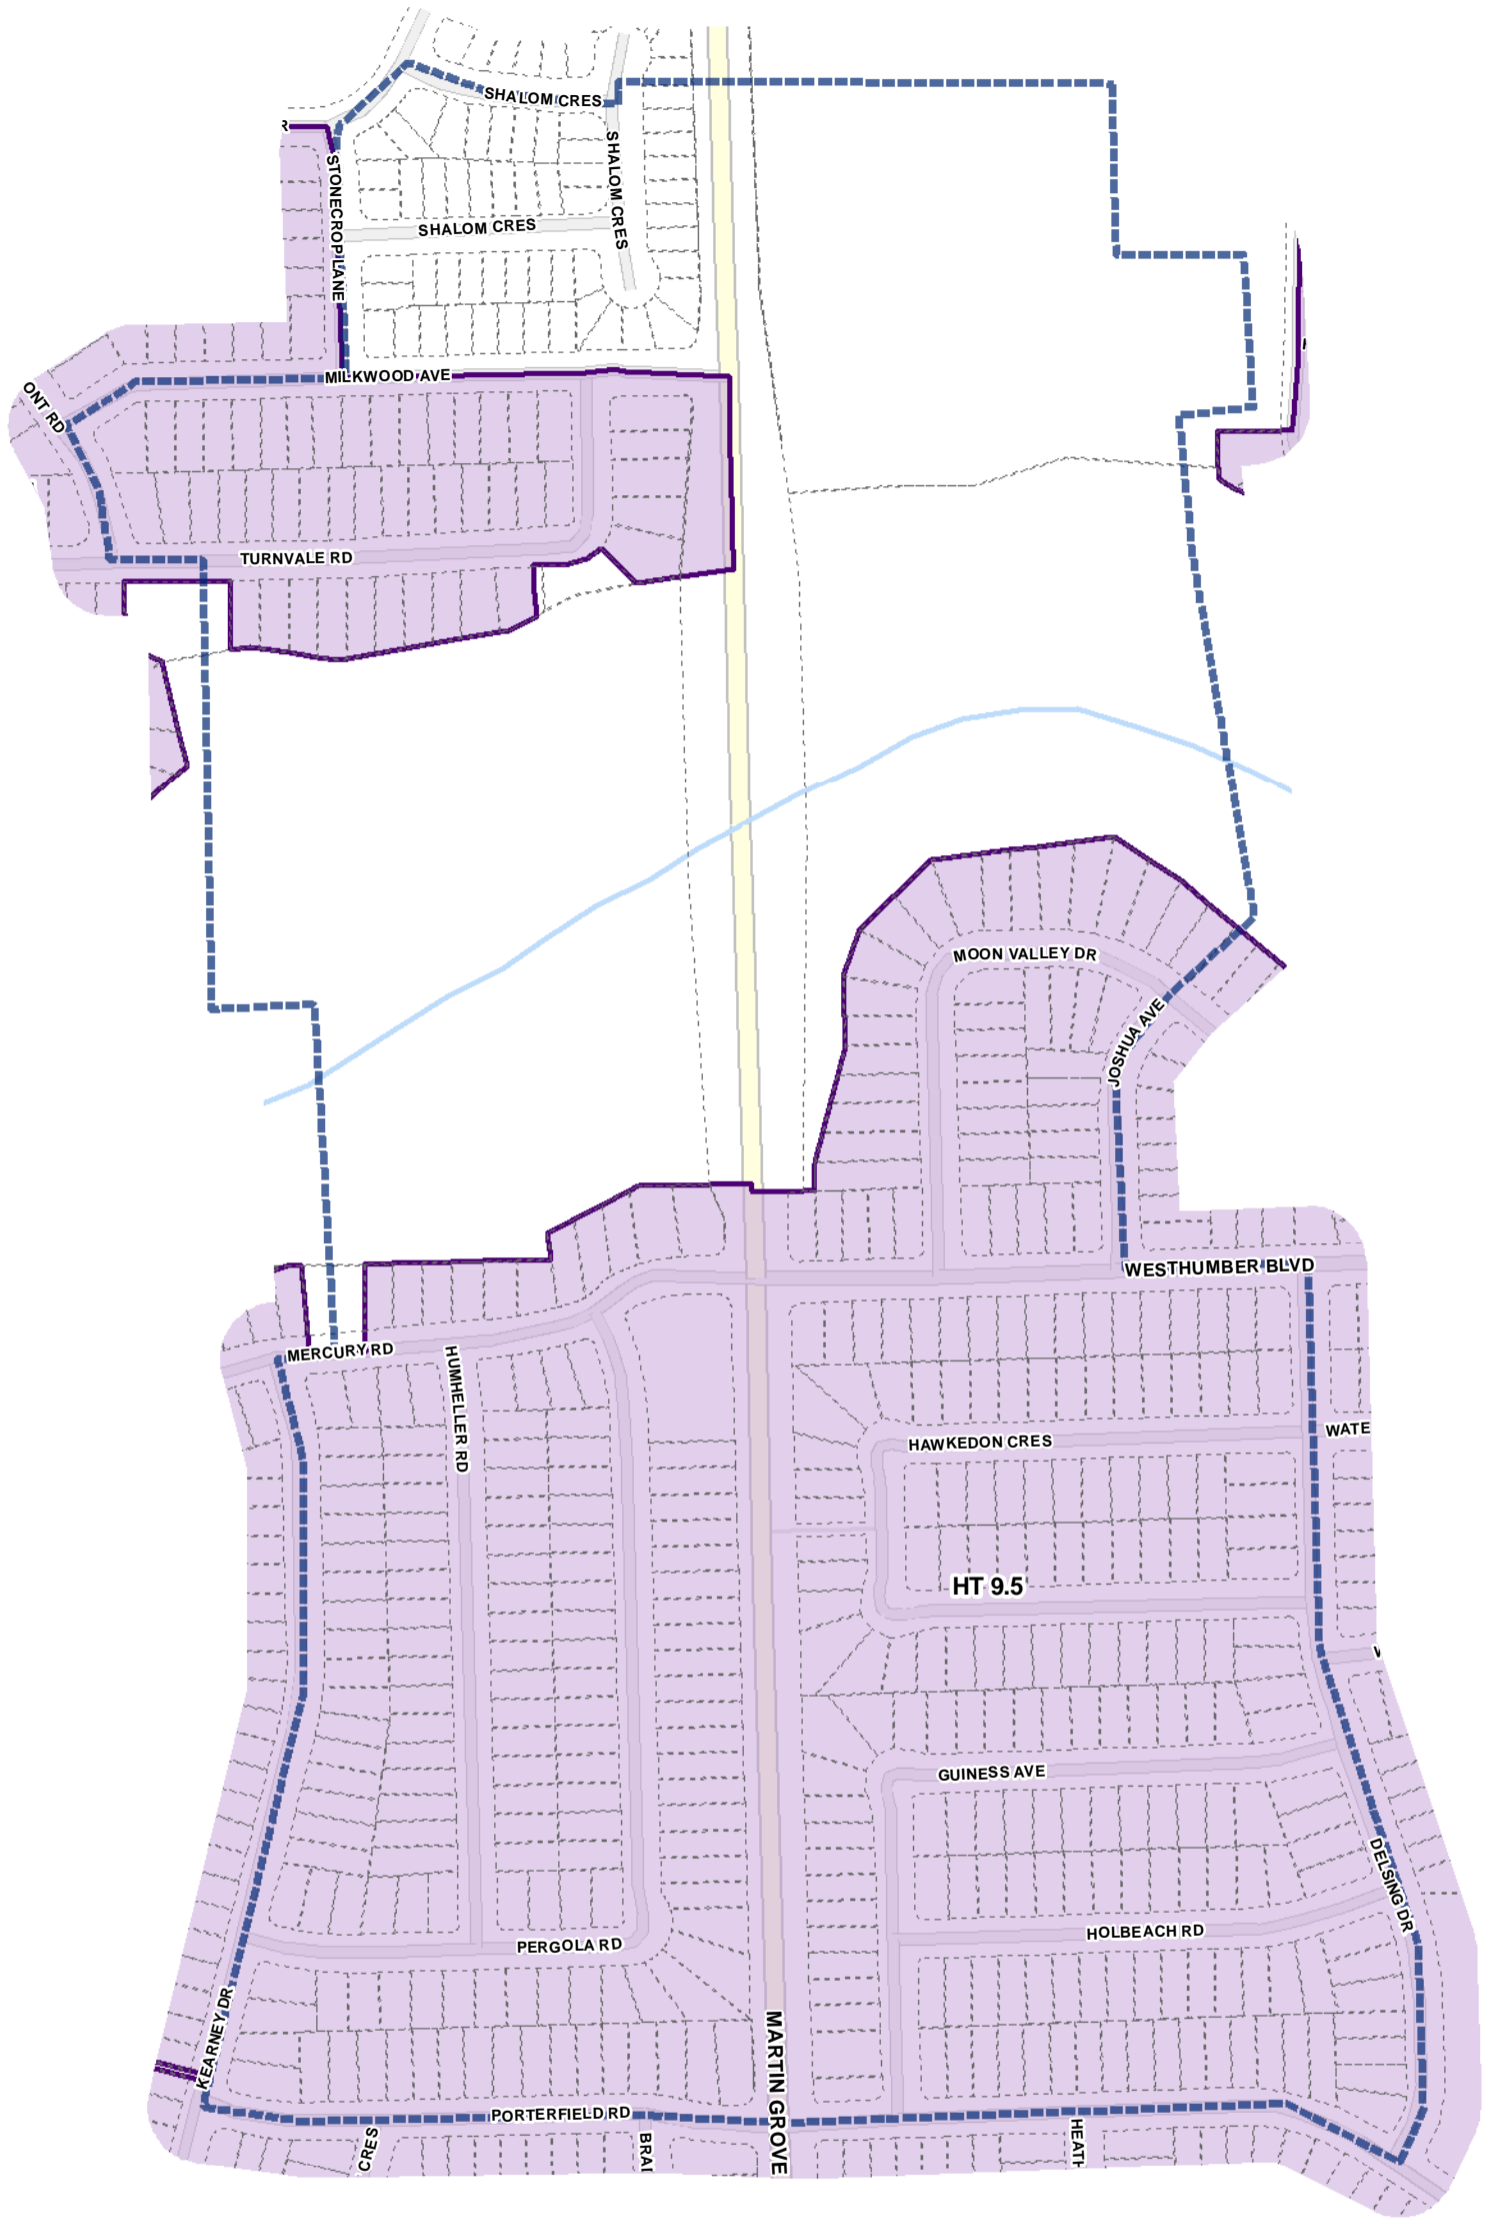 SHALOM CRES
R
STONECROP LANE
SHALOM CRES
SHALOM CRES
MILKWOOD AVE
ONT RD
TURNVALE RD
MOON VALLEY DR
JOSHUA AVE
WESTHUMBER BLVD
MERCURY RD
HUMHELLER RD
HAWKEDON CRES
WATE
HT 9.5
GUINESS AVE
DELSING DR
HOLBEACH RD
PERGOLA RD
KEARNEY DR
MARTIN GROVE
PORTERFIELD RD
CRES
BRAI
HEATH